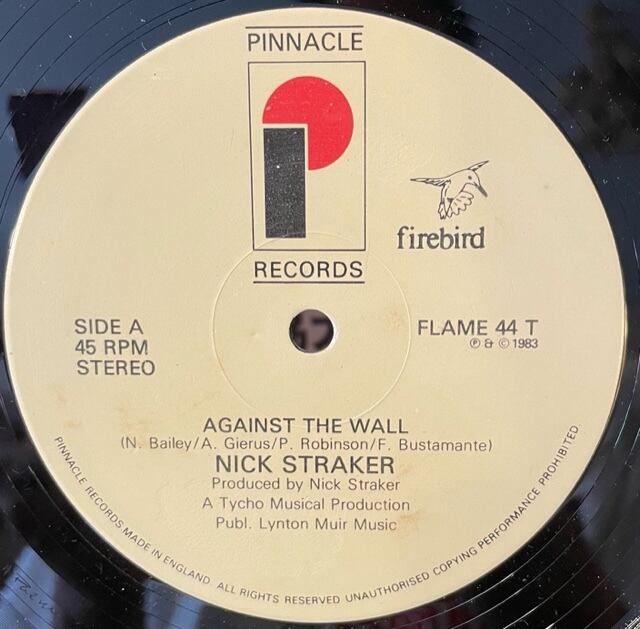 PINNACLE
RECORDS
firebird
SIDE A
45 RPM
STEREO
FLAME 44 T
℗ & © 1983
AGAINST THE WALL
(N. Bailey/A. Gierus/P. Robinson/F. Bustamante)
NICK STRAKER
Produced by Nick Straker
A Tycho Musical Production
Publ. Lynton Muir Music
PINNACLE RECORDS MADE IN ENGLAND ALL RIGHTS RESERVED UNAUTHORISED COPYING PERFORMANCE PROHIBITED